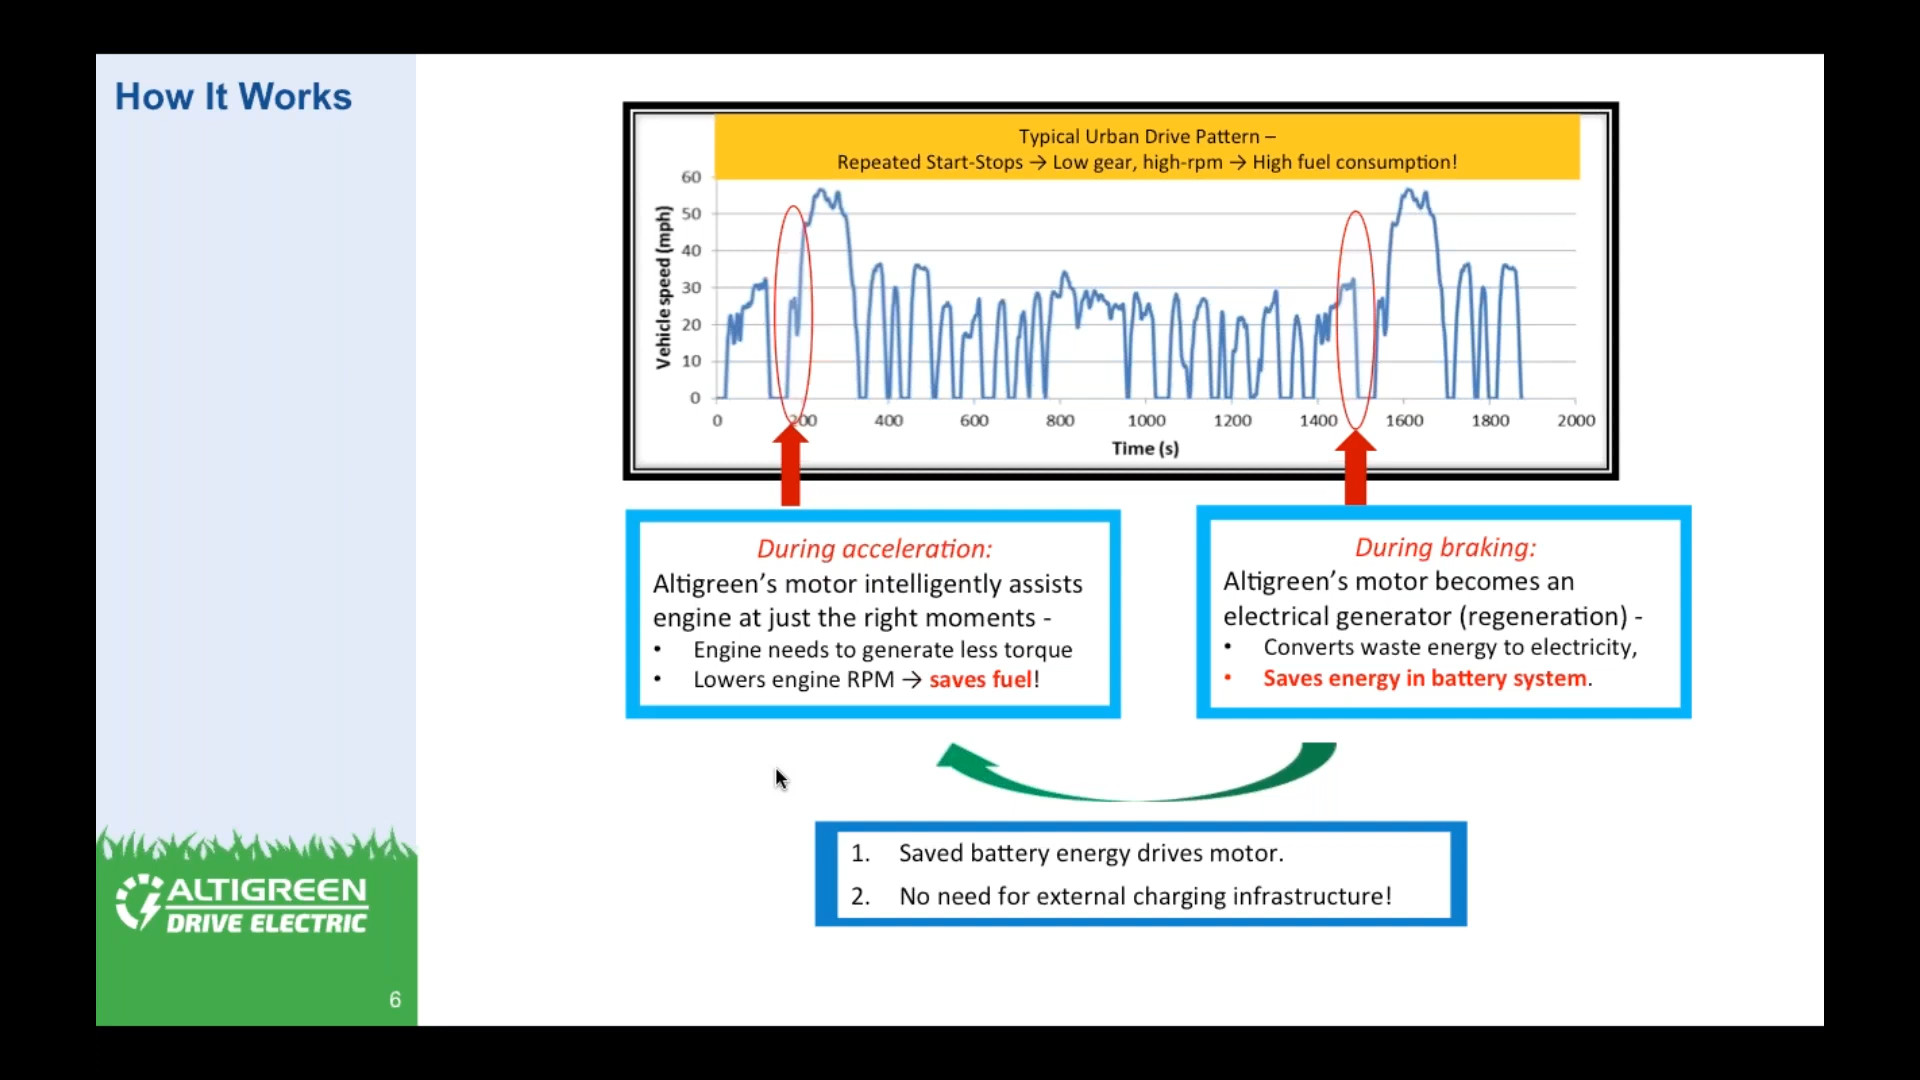 How It Works
Typical Urban Drive Pattern –
Repeated Start-Stops → Low gear, high-rpm → High fuel consumption!
Vehicle speed (mph)
60
50
40
30
20
10
0
0 200 400 600 800 1000 1200 1400 1600 1800 2000
Time (s)
During acceleration:
Altigreen’s motor intelligently assists
engine at just the right moments -
• Engine needs to generate less torque
• Lowers engine RPM → saves fuel!
During braking:
Altigreen’s motor becomes an
electrical generator (regeneration) -
• Converts waste energy to electricity,
• Saves energy in battery system.
1. Saved battery energy drives motor.
2. No need for external charging infrastructure!
ALTIGREEN
DRIVE ELECTRIC
6